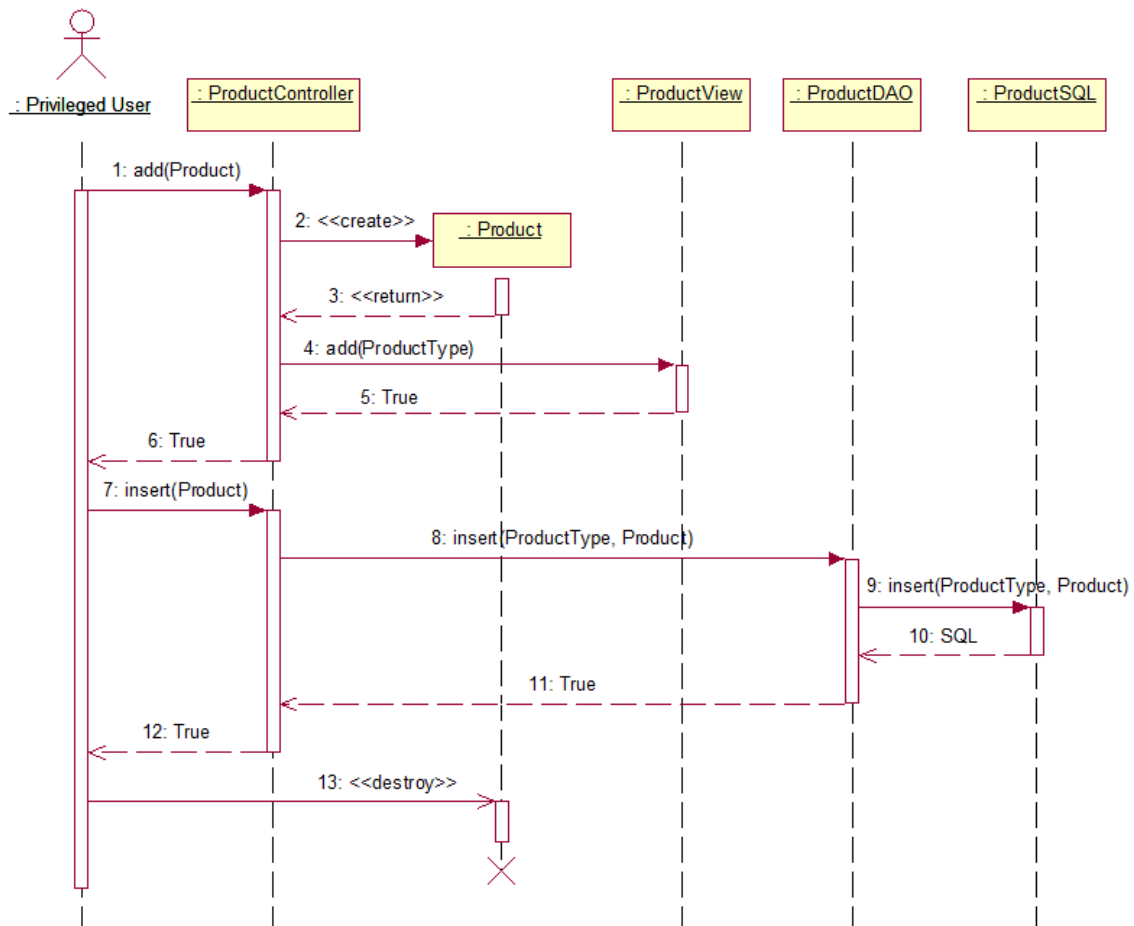 : Privileged User
: ProductController
: ProductView
: ProductDAO
: ProductSQL
1: add(Product)
2: <<create>>
: Product
3: <<return>>
4: add(ProductType)
5: True
6: True
7: insert(Product)
8: insert(ProductType, Product)
9: insert(ProductType, Product)
10: SQL
11: True
12: True
13: <<destroy>>